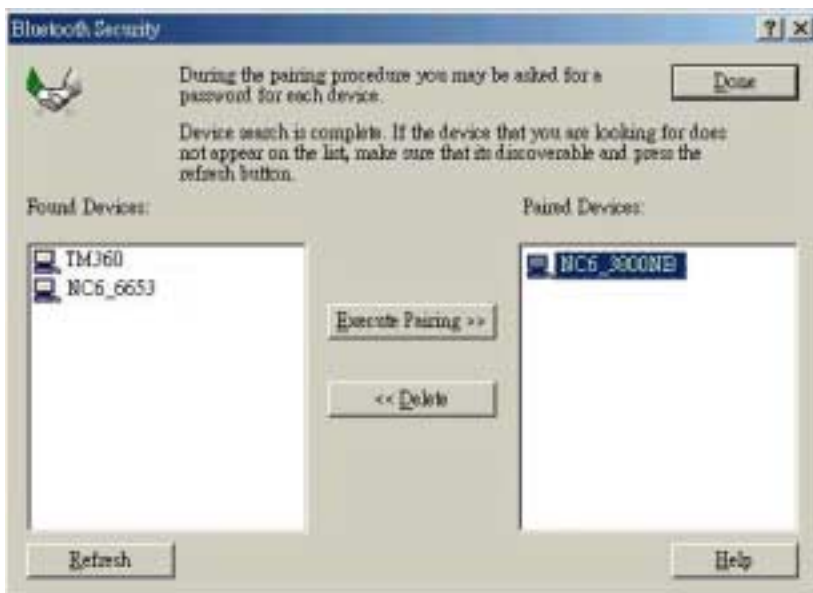 Bluetooth Security
During the pairing procedure you may be asked for a
password for each device.
Done
Device search is complete. If the device that you are looking for does
not appear on the list, make sure that its discoverable and press the
refresh button.
Found Devices:
Paired Devices:
TM360
NC6_6653
NC6_3800NB
Execute Pairing >>
<< Delete
Refresh
Help